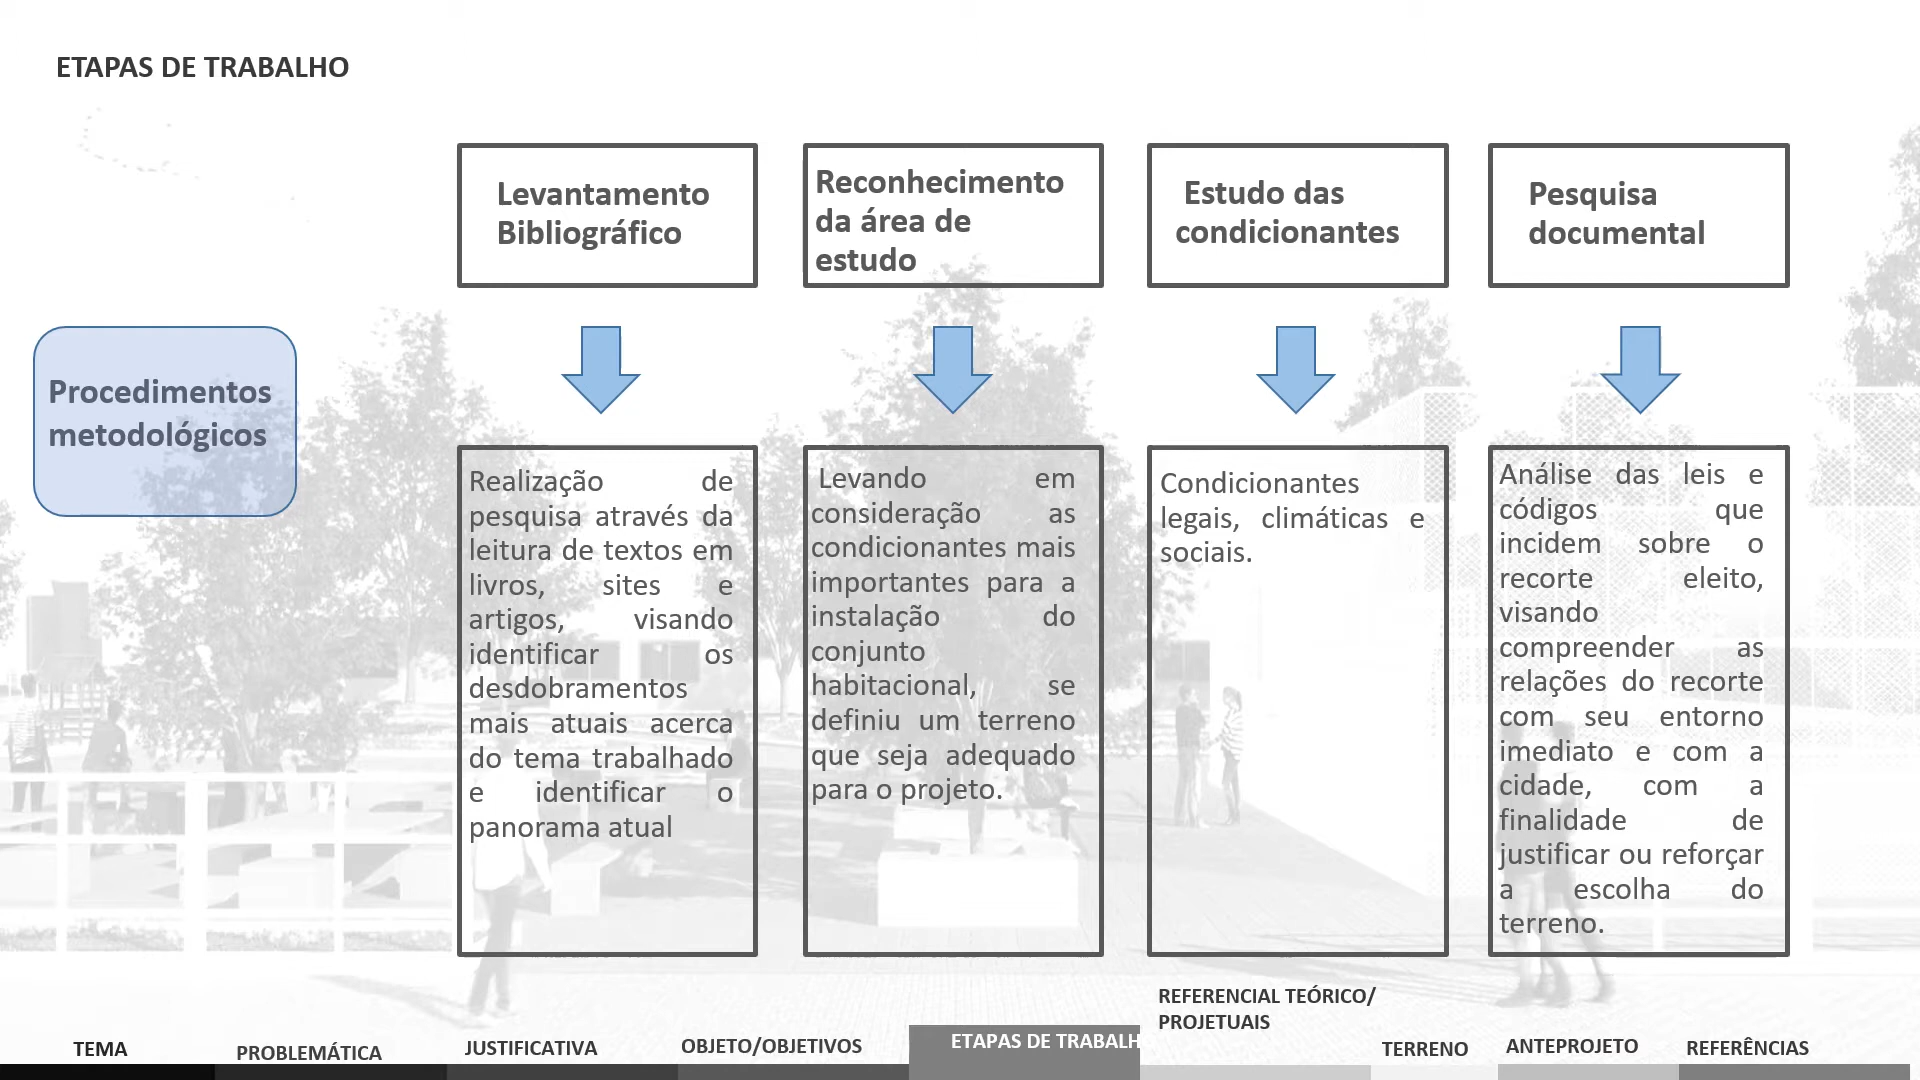 ETAPAS DE TRABALHO
Procedimentos
metodológicos
Levantamento
Bibliográfico
Realização de
pesquisa através da
leitura de textos em
livros, sites e
artigos, visando
identificar os
desdobramentos
mais atuais acerca
do tema trabalhado
e identificar o
panorama atual
Reconhecimento
da área de
estudo
Levando em
consideração as
condicionantes mais
importantes para a
instalação do
conjunto
habitacional, se
definiu um terreno
que seja adequado
para o projeto.
Estudo das
condicionantes
Condicionantes
legais, climáticas e
sociais.
Pesquisa
documental
Análise das leis e
códigos que
incidem sobre o
recorte eleito,
visando
compreender as
relações do recorte
com seu entorno
imediato e com a
cidade, com a
finalidade de
justificar ou reforçar
a escolha do
terreno.
TEMA
PROBLEMÁTICA
JUSTIFICATIVA
OBJETO/OBJETIVOS
ETAPAS DE TRABALH
REFERENCIAL TEÓRICO/
PROJETUAIS
TERRENO
ANTEPROJETO
REFERÊNCIAS